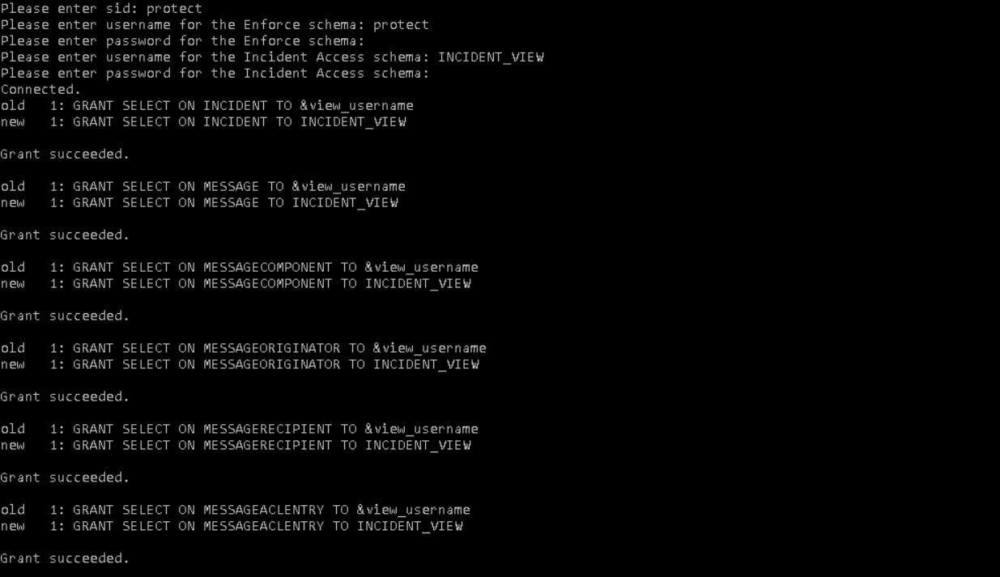 Please enter sid: protect
Please enter username for the Enforce schema: protect
Please enter password for the Enforce schema:
Please enter username for the Incident Access schema: INCIDENT_VIEW
Please enter password for the Incident Access schema:
Connected.
old   1: GRANT SELECT ON INCIDENT TO &view_username
new   1: GRANT SELECT ON INCIDENT TO INCIDENT_VIEW
Grant succeeded.
old   1: GRANT SELECT ON MESSAGE TO &view_username
new   1: GRANT SELECT ON MESSAGE TO INCIDENT_VIEW
Grant succeeded.
old   1: GRANT SELECT ON MESSAGECOMPONENT TO &view_username
new   1: GRANT SELECT ON MESSAGECOMPONENT TO INCIDENT_VIEW
Grant succeeded.
old   1: GRANT SELECT ON MESSAGEORIGINATOR TO &view_username
new   1: GRANT SELECT ON MESSAGEORIGINATOR TO INCIDENT_VIEW
Grant succeeded.
old   1: GRANT SELECT ON MESSAGERECIPIENT TO &view_username
new   1: GRANT SELECT ON MESSAGERECIPIENT TO INCIDENT_VIEW
Grant succeeded.
old   1: GRANT SELECT ON MESSAGEACLENTRY TO &view_username
new   1: GRANT SELECT ON MESSAGEACLENTRY TO INCIDENT_VIEW
Grant succeeded.